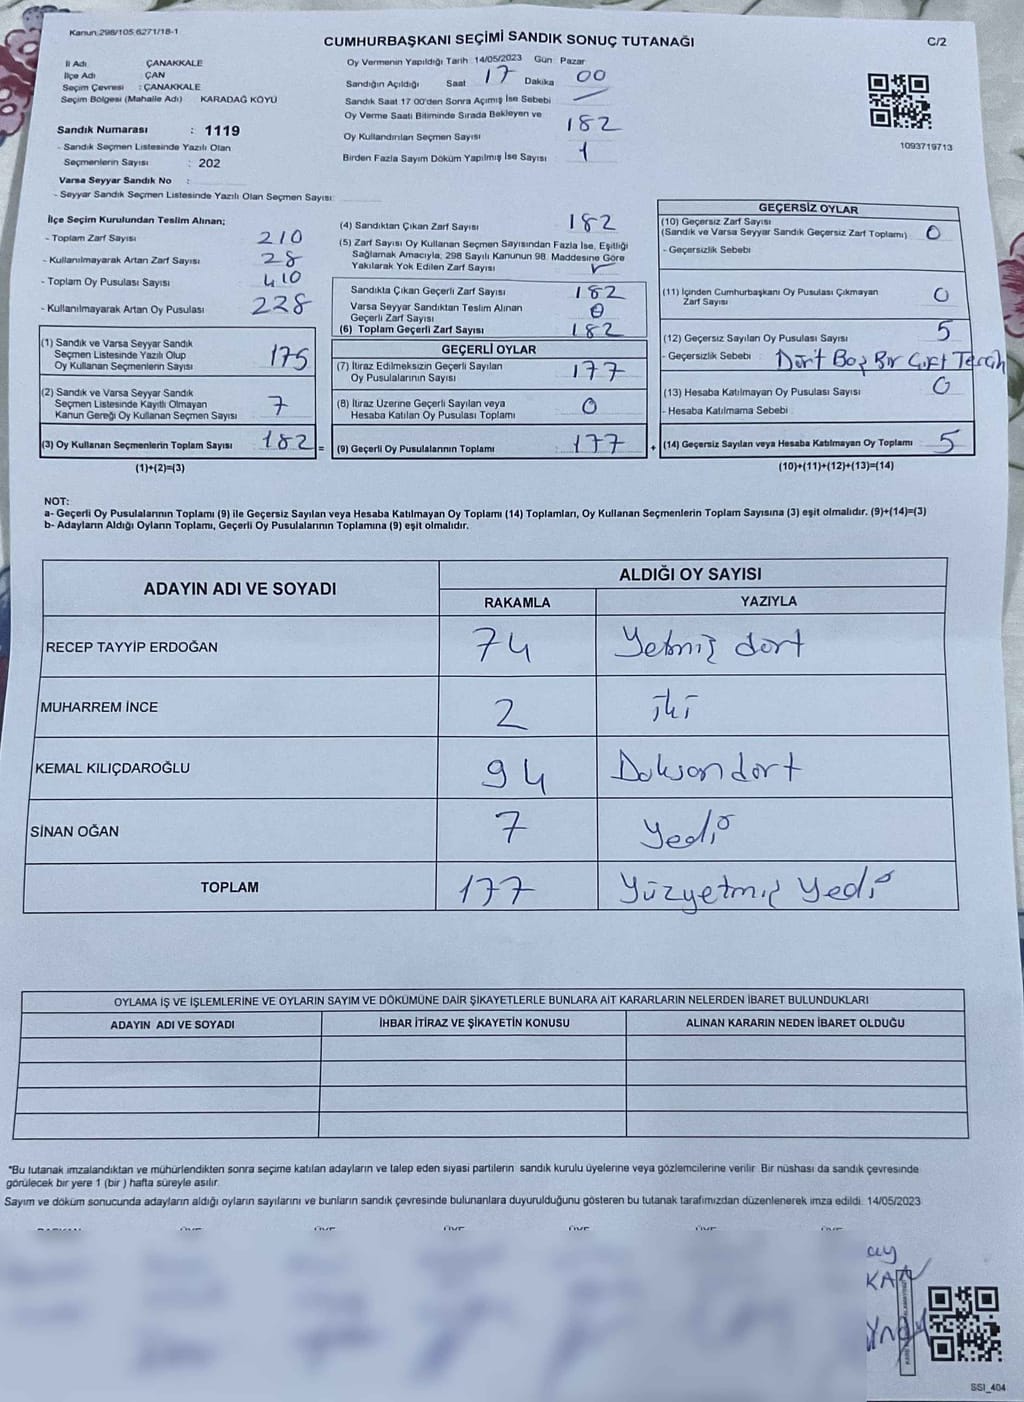 Kanun:298/105,6271/18-1
CUMHURBAŞKANI SEÇİMİ SANDIK SONUÇ TUTANAĞI
C/2
İl Adı ÇANAKKALE
İlçe Adı ÇAN
Seçim Çevresi : ÇANAKKALE
Seçim Bölgesi (Mahalle Adı) KARADAĞ KÖYÜ
Sandık Numarası : 1119
- Sandık Seçmen Listesinde Yazılı Olan
Seçmenlerin Sayısı : 202
Varsa Seyyar Sandık No :
- Seyyar Sandık Seçmen Listesinde Yazılı Olan Seçmen Sayısı:
Oy Vermenin Yapıldığı Tarih :14/05/2023 Gün : Pazar
Sandığın Açıldığı Saat 17 Dakika 00
Sandık Saat 17 00'den Sonra Açımış İse Sebebi
Oy Verme Saati Bitiminde Sırada Bekleyen ve
Oy Kullandırılan Seçmen Sayısı 182
Birden Fazla Sayım Döküm Yapılmış İse Sayısı 1
1093719713
İlçe Seçim Kurulundan Teslim Alınan;
- Toplam Zarf Sayısı 210
- Kullanılmayarak Artan Zarf Sayısı 28
- Toplam Oy Pusulası Sayısı 410
- Kullanılmayarak Artan Oy Pusulası 228
(1) Sandık ve Varsa Seyyar Sandık
Seçmen Listesinde Yazılı Olup
Oy Kullanan Seçmenlerin Sayısı 175
(2) Sandık ve Varsa Seyyar Sandık
Seçmen Listesinde Kayıtlı Olmayan
Kanun Gereği Oy Kullanan Seçmen Sayısı 7
(3) Oy Kullanan Seçmenlerin Toplam Sayısı 182 =
(1)+(2)=(3)
(4) Sandıktan Çıkan Zarf Sayısı 182
(5) Zarf Sayısı Oy Kullanan Seçmen Sayısından Fazla İse, Eşitliği
Sağlamak Amacıyla, 298 Sayılı Kanunun 98. Maddesine Göre
Yakılarak Yok Edilen Zarf Sayısı
Sandıkta Çıkan Geçerli Zarf Sayısı 182
Varsa Seyyar Sandıktan Teslim Alınan
Geçerli Zarf Sayısı 0
(6) Toplam Geçerli Zarf Sayısı 182
GEÇERLİ OYLAR
(7) İtiraz Edilmeksizin Geçerli Sayılan
Oy Pusulalarının Sayısı 177
(8) İtiraz Üzerine Geçerli Sayılan veya
Hesaba Katılan Oy Pusulası Toplamı 0
(9) Geçerli Oy Pusulalarının Toplamı 177 +
GEÇERSİZ OYLAR
(10) Geçersiz Zarf Sayısı
(Sandık ve Varsa Seyyar Sandık Geçersiz Zarf Toplamı) 0
- Geçersizlik Sebebi
(11) İçinden Cumhurbaşkanı Oy Pusulası Çıkmayan
Zarf Sayısı 0
(12) Geçersiz Sayılan Oy Pusulası Sayısı 5
- Geçersizlik Sebebi : Dört Boş Bir Çift Tercih
(13) Hesaba Katılmayan Oy Pusulası Sayısı 0
- Hesaba Katılmama Sebebi
(14) Geçersiz Sayılan veya Hesaba Katılmayan Oy Toplamı 5
(10)+(11)+(12)+(13)=(14)
NOT:
a- Geçerli Oy Pusulalarının Toplamı (9) ile Geçersiz Sayılan veya Hesaba Katılmayan Oy Toplamı (14) Toplamları, Oy Kullanan Seçmenlerin Toplam Sayısına (3) eşit olmalıdır. (9)+(14)=(3)
b- Adayların Aldığı Oyların Toplamı, Geçerli Oy Pusulalarının Toplamına (9) eşit olmalıdır.
ADAYIN ADI VE SOYADI
ALDIĞI OY SAYISI
RAKAMLA YAZIYLA
RECEP TAYYİP ERDOĞAN 74 Yetmiş dört
MUHARREM İNCE 2 iki
KEMAL KILIÇDAROĞLU 94 Doksan dört
SİNAN OĞAN 7 Yedi
TOPLAM 177 Yüzyetmiş Yedi
OYLAMA İŞ VE İŞLEMLERİNE VE OYLARIN SAYIM VE DÖKÜMÜNE DAİR ŞİKAYETLERLE BUNLARA AİT KARARLARIN NELERDEN İBARET BULUNDUKLARI
ADAYIN ADI VE SOYADI İHBAR İTİRAZ VE ŞİKAYETİN KONUSU ALINAN KARARIN NEDEN İBARET OLDUĞU
"Bu tutanak imzalandıktan ve mühürlendikten sonra seçime katılan adayların ve talep eden siyasi partilerin sandık kurulu üyelerine veya gözlemcilerine verilir. Bir nüshası da sandık çevresinde
görülecek bir yere 1 (bir ) hafta süreyle asılır.
Sayım ve döküm sonucunda adayların aldığı oyların sayılarını ve bunların sandık çevresinde bulunanlara duyurulduğunu gösteren bu tutanak tarafımızdan düzenlenerek imza edildi. 14/05/2023
SSI_404